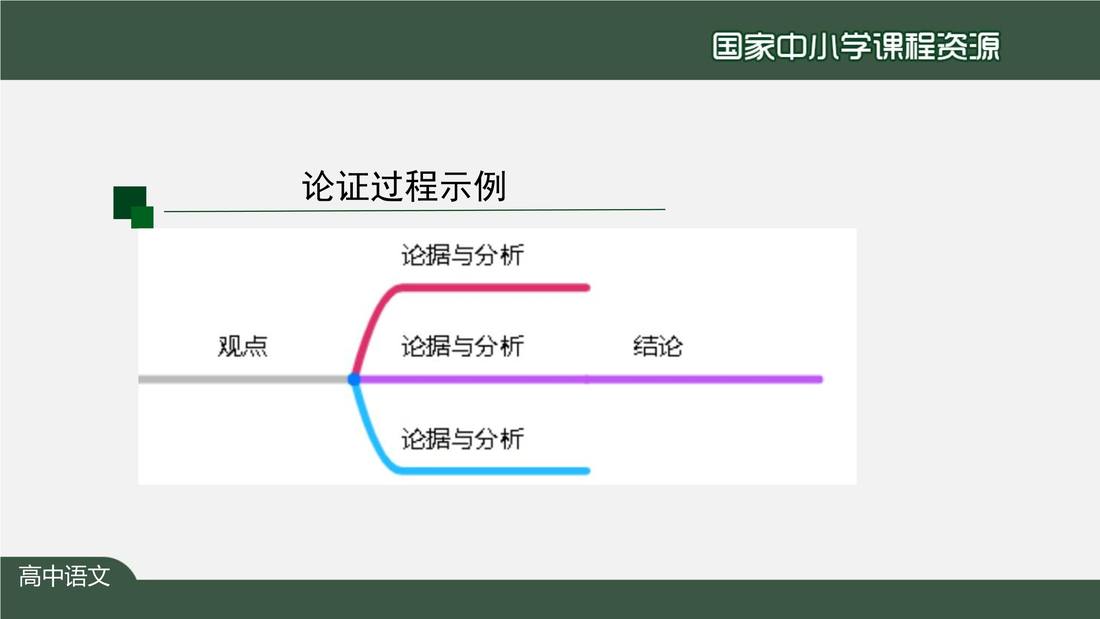 国家中小学课程资源
论证过程示例
论据与分析
观点
论据与分析
结论
论据与分析
高中语文